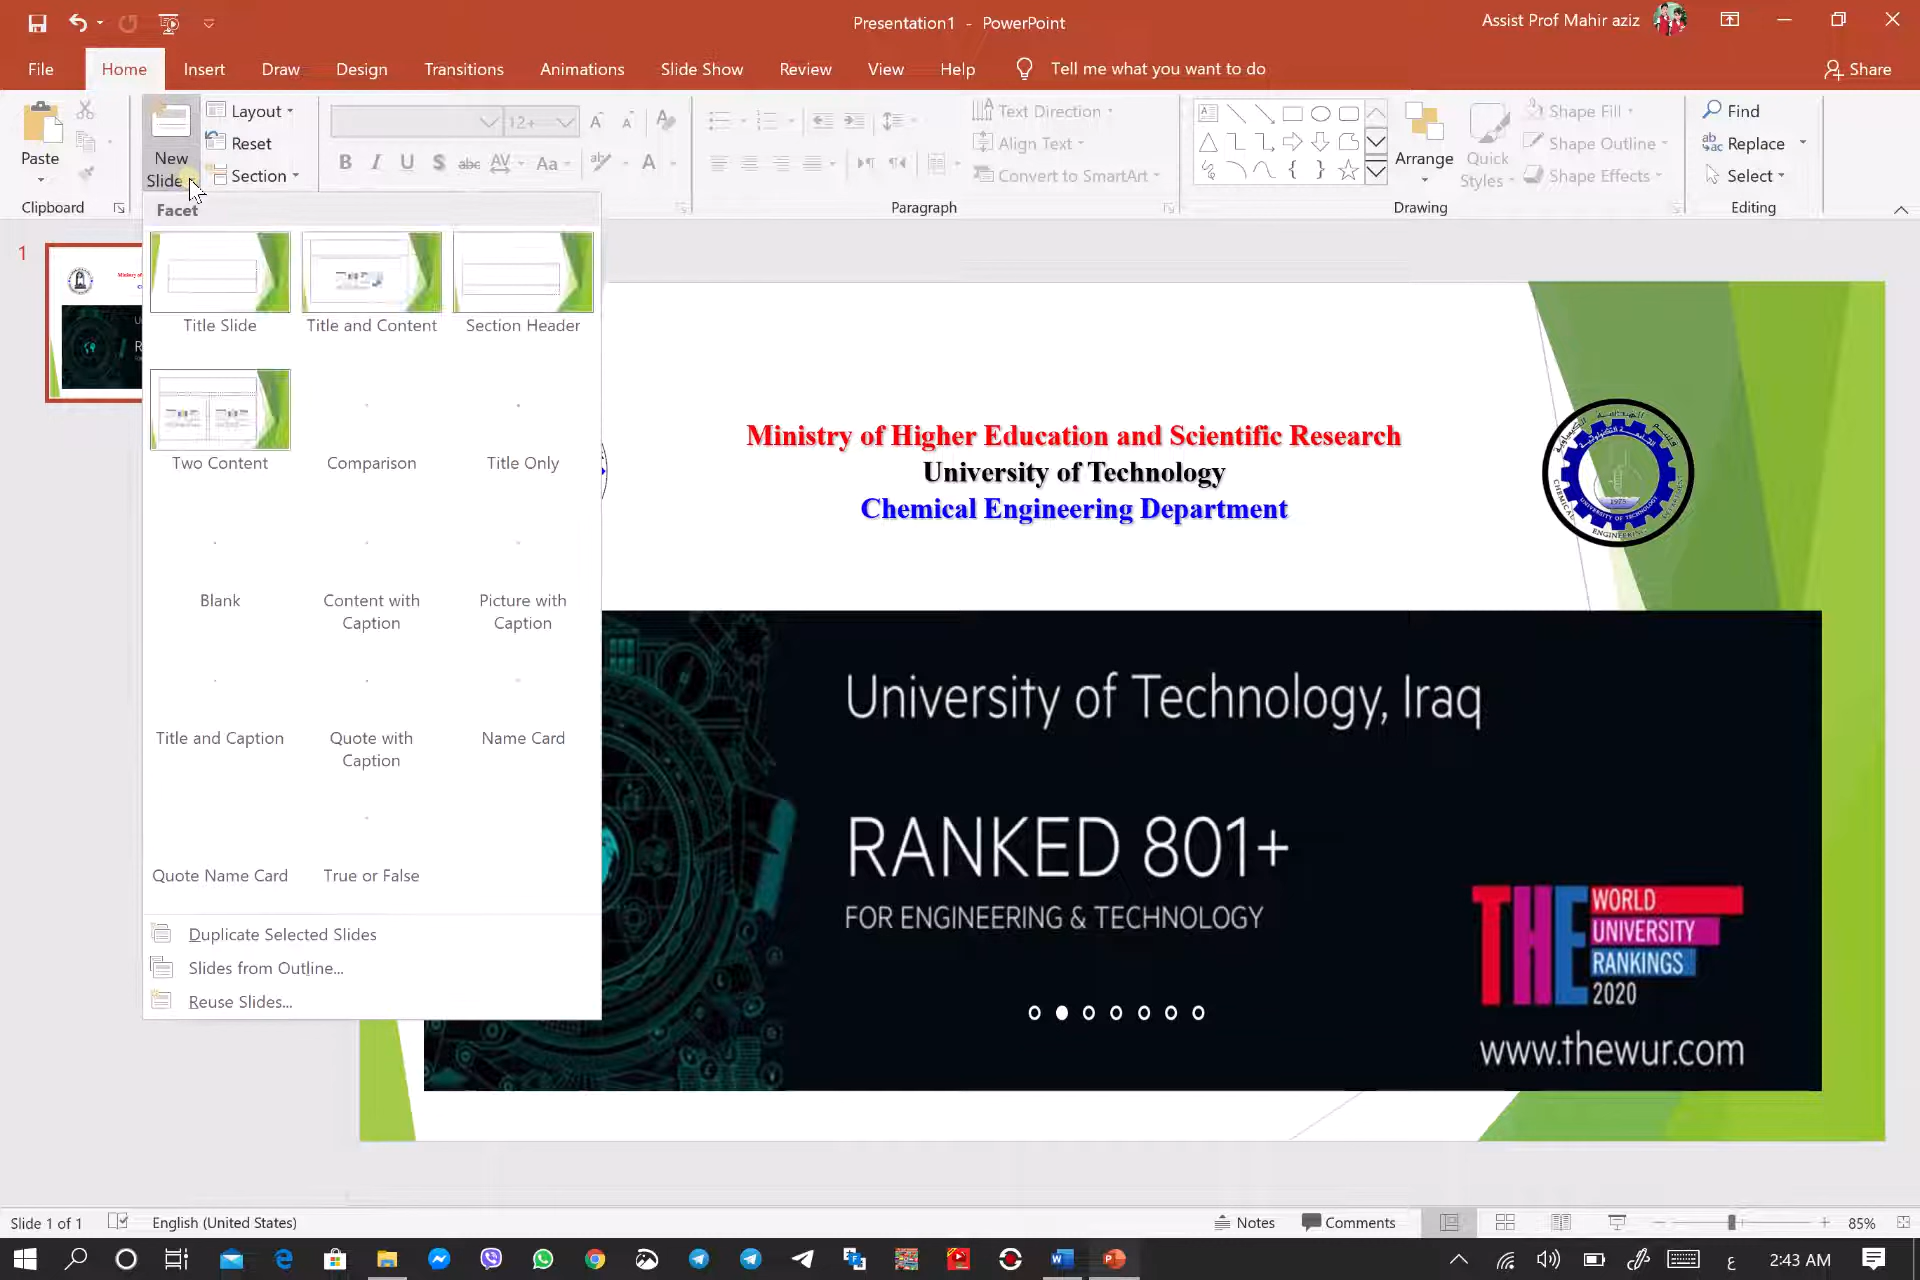 Presentation1 - PowerPoint
Assist Prof Mahir aziz
File Home Insert Draw Design Transitions Animations Slide Show Review View Help Tell me what you want to do Share
Paste
Clipboard
New
Slide
Layout
Reset
Section
12+
B I U S abc AV Aa A
Text Direction
Align Text
Convert to SmartArt
Paragraph
Arrange
Quick
Styles
Shape Fill
Shape Outline
Shape Effects
Drawing
Find
Replace
Select
Editing
Facet
Title Slide Title and Content Section Header
Two Content Comparison Title Only
Blank Content with Caption Picture with Caption
Title and Caption Quote with Caption Name Card
Quote Name Card True or False
Duplicate Selected Slides
Slides from Outline...
Reuse Slides...
1
Ministry of Higher Education and Scientific Research
University of Technology
Chemical Engineering Department
University of Technology, Iraq
RANKED 801+
FOR ENGINEERING & TECHNOLOGY
THE WORLD
UNIVERSITY
RANKINGS
2020
www.thewur.com
Slide 1 of 1 English (United States) Notes Comments 85%
ع 2:43 AM